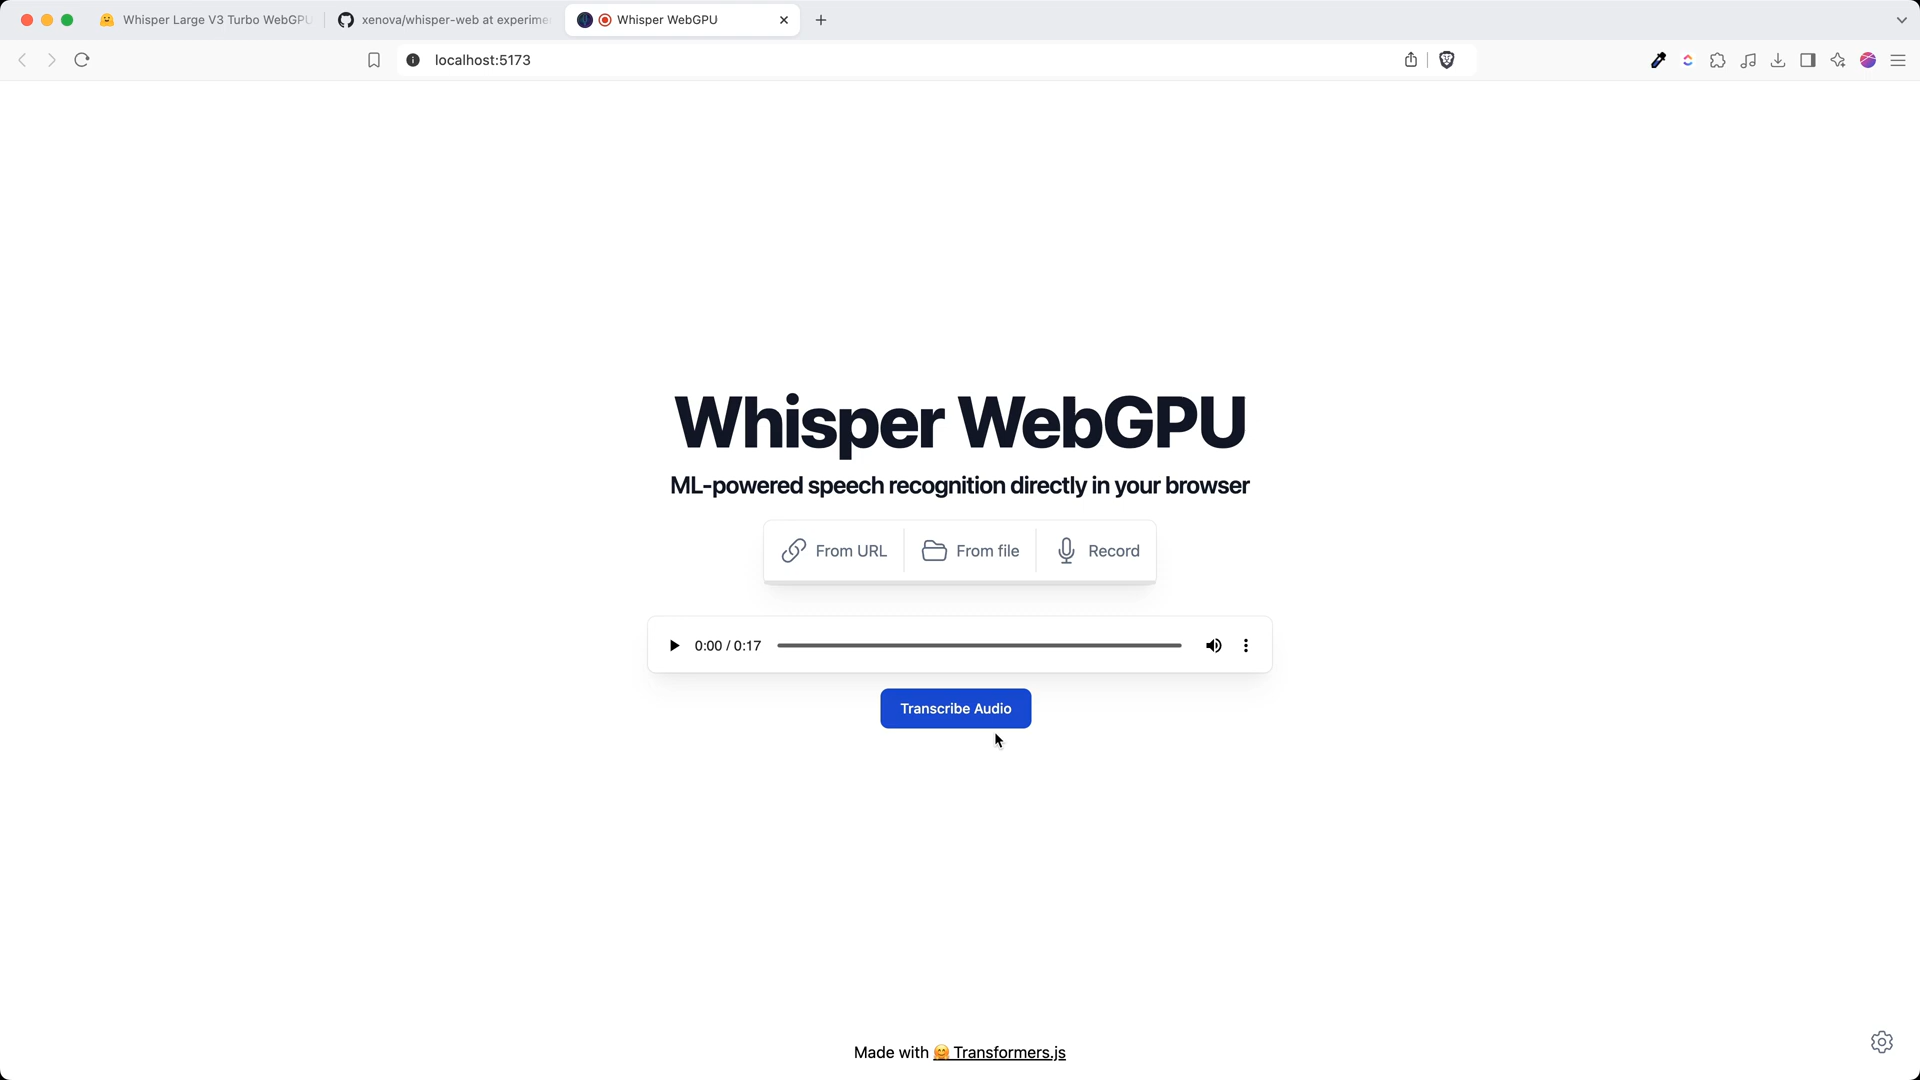 Whisper Large V3 Turbo WebGPU
xenova/whisper-web at experime
Whisper WebGPU
localhost:5173
Whisper WebGPU
ML-powered speech recognition directly in your browser
From URL
From file
Record
0:00 / 0:17
Transcribe Audio
Made with 🤗 Transformers.js